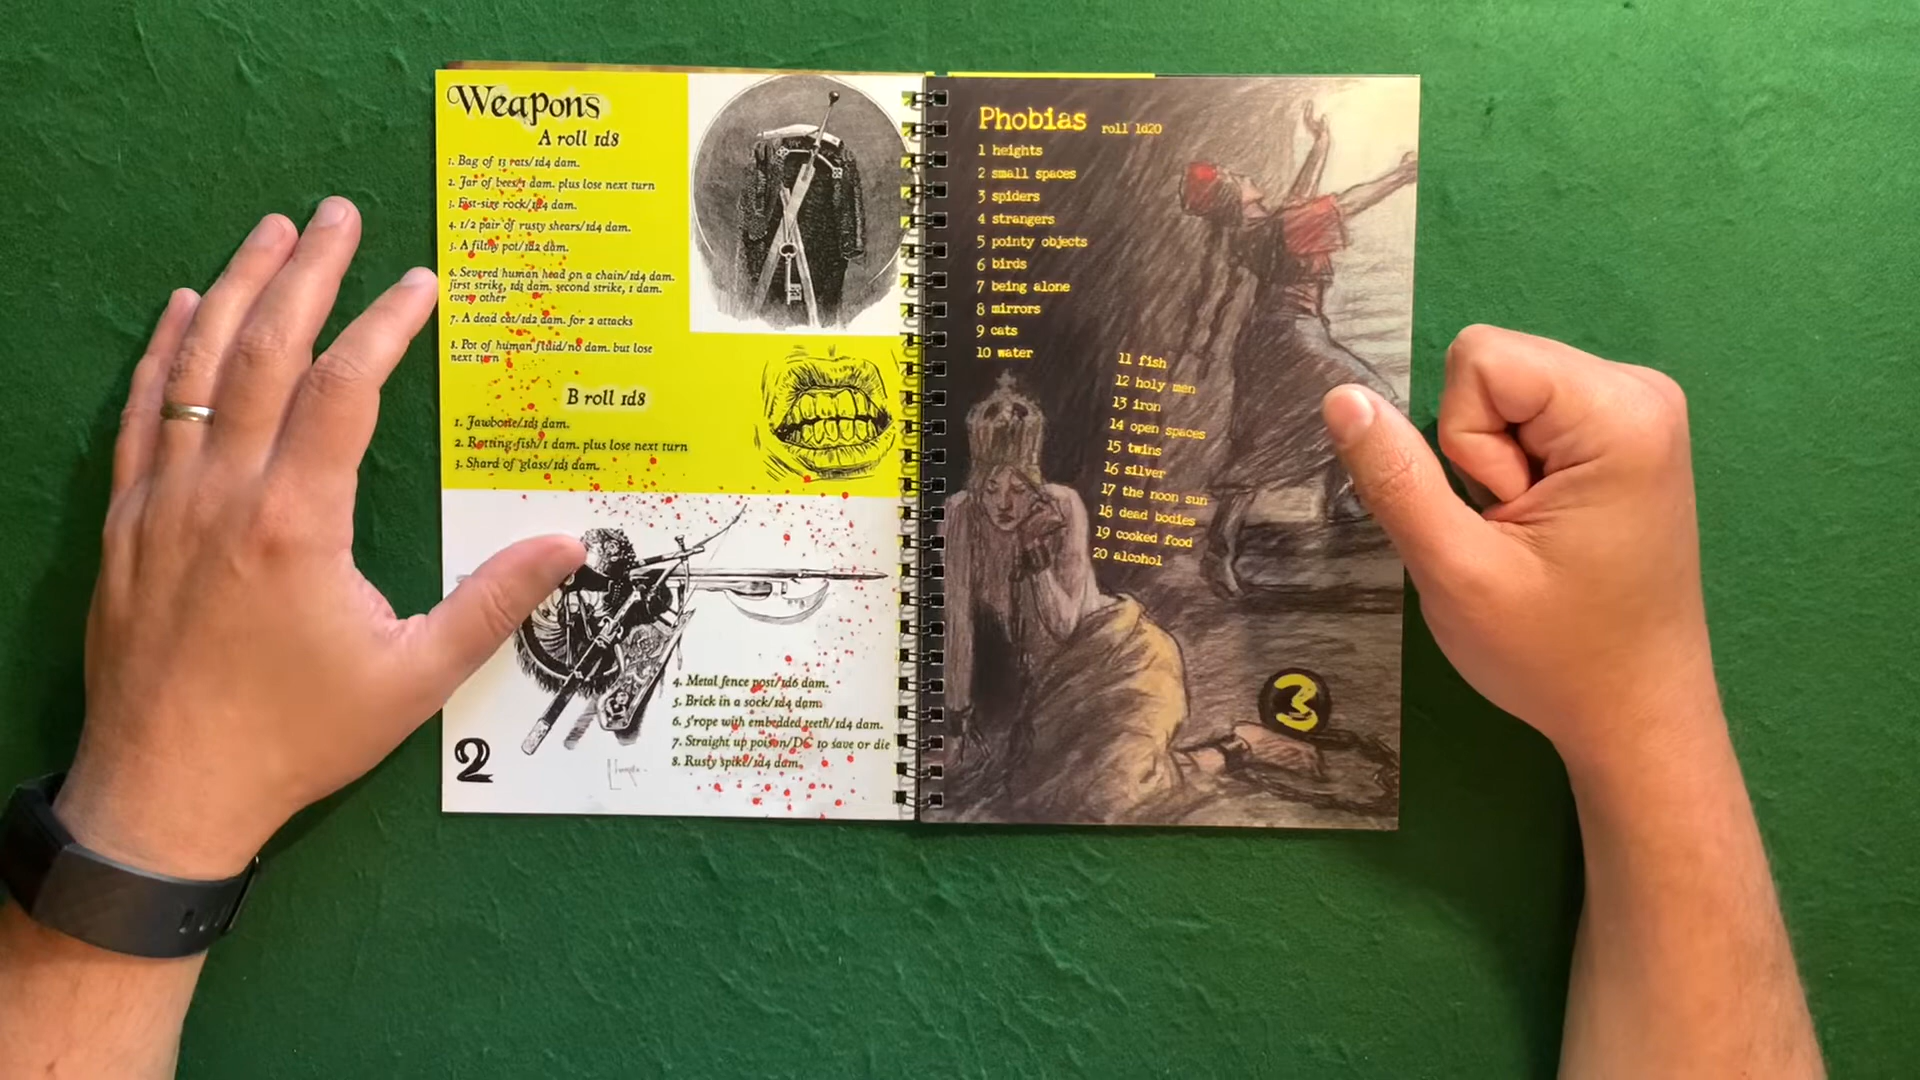 Weapons
A roll 1d8
1. Bag of 13 rats/1d4 dam.
2. Jar of bees/1 dam. plus lose next turn
3. Fist-size rock/1d4 dam.
4. 1/2 pair of rusty shears/1d4 dam.
5. A filthy pot/1d2 dam.
6. Severed human head on a chain/1d4 dam.
first strike, 1d3 dam. second strike, 1 dam.
every other
7. A dead cat/1d2 dam. for 2 attacks
8. Pot of human fluid/no dam. but lose
next turn
B roll 1d8
1. Jawbone/1d3 dam.
2. Rotting fish/1 dam. plus lose next turn
3. Shard of glass/1d3 dam.
4. Metal fence post/1d6 dam.
5. Brick in a sock/1d4 dam.
6. 3'rope with embedded teeth/1d4 dam.
7. Straight up poison/DC 10 save or die
8. Rusty spike/1d4 dam.
2
Phobias roll 1d20
1 heights
2 small spaces
3 spiders
4 strangers
5 pointy objects
6 birds
7 being alone
8 mirrors
9 cats
10 water
11 fish
12 holy men
13 iron
14 open spaces
15 twins
16 silver
17 the noon sun
18 dead bodies
19 cooked food
20 alcohol
3